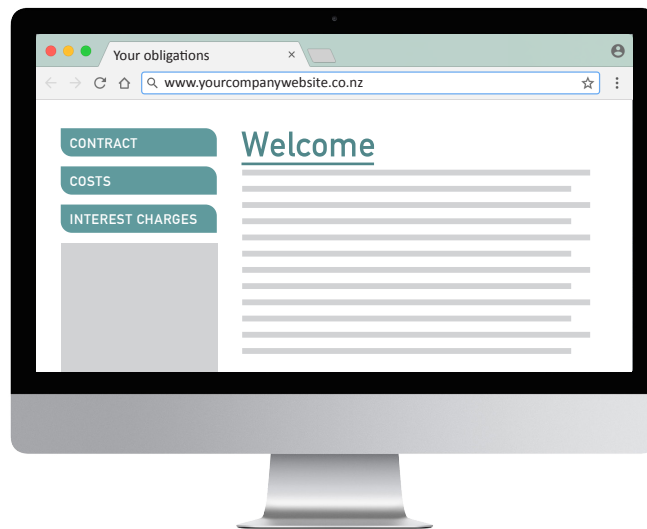 Your obligations
www.yourcompanywebsite.co.nz
CONTRACT
COSTS
INTEREST CHARGES
Welcome